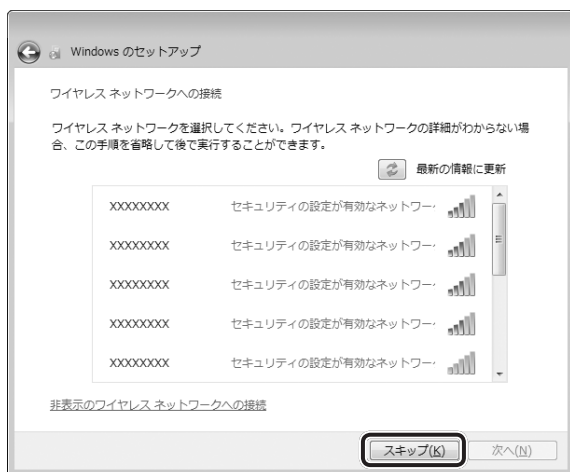 Windows のセットアップ
ワイヤレス ネットワークへの接続
ワイヤレス ネットワークを選択してください。ワイヤレス ネットワークの詳細がわからない場
合、この手順を省略して後で実行することができます。
最新の情報に更新
XXXXXXXX セキュリティの設定が有効なネットワー
XXXXXXXX セキュリティの設定が有効なネットワー
XXXXXXXX セキュリティの設定が有効なネットワー
XXXXXXXX セキュリティの設定が有効なネットワー
XXXXXXXX セキュリティの設定が有効なネットワー
非表示のワイヤレス ネットワークへの接続
スキップ(K) 次へ(N)